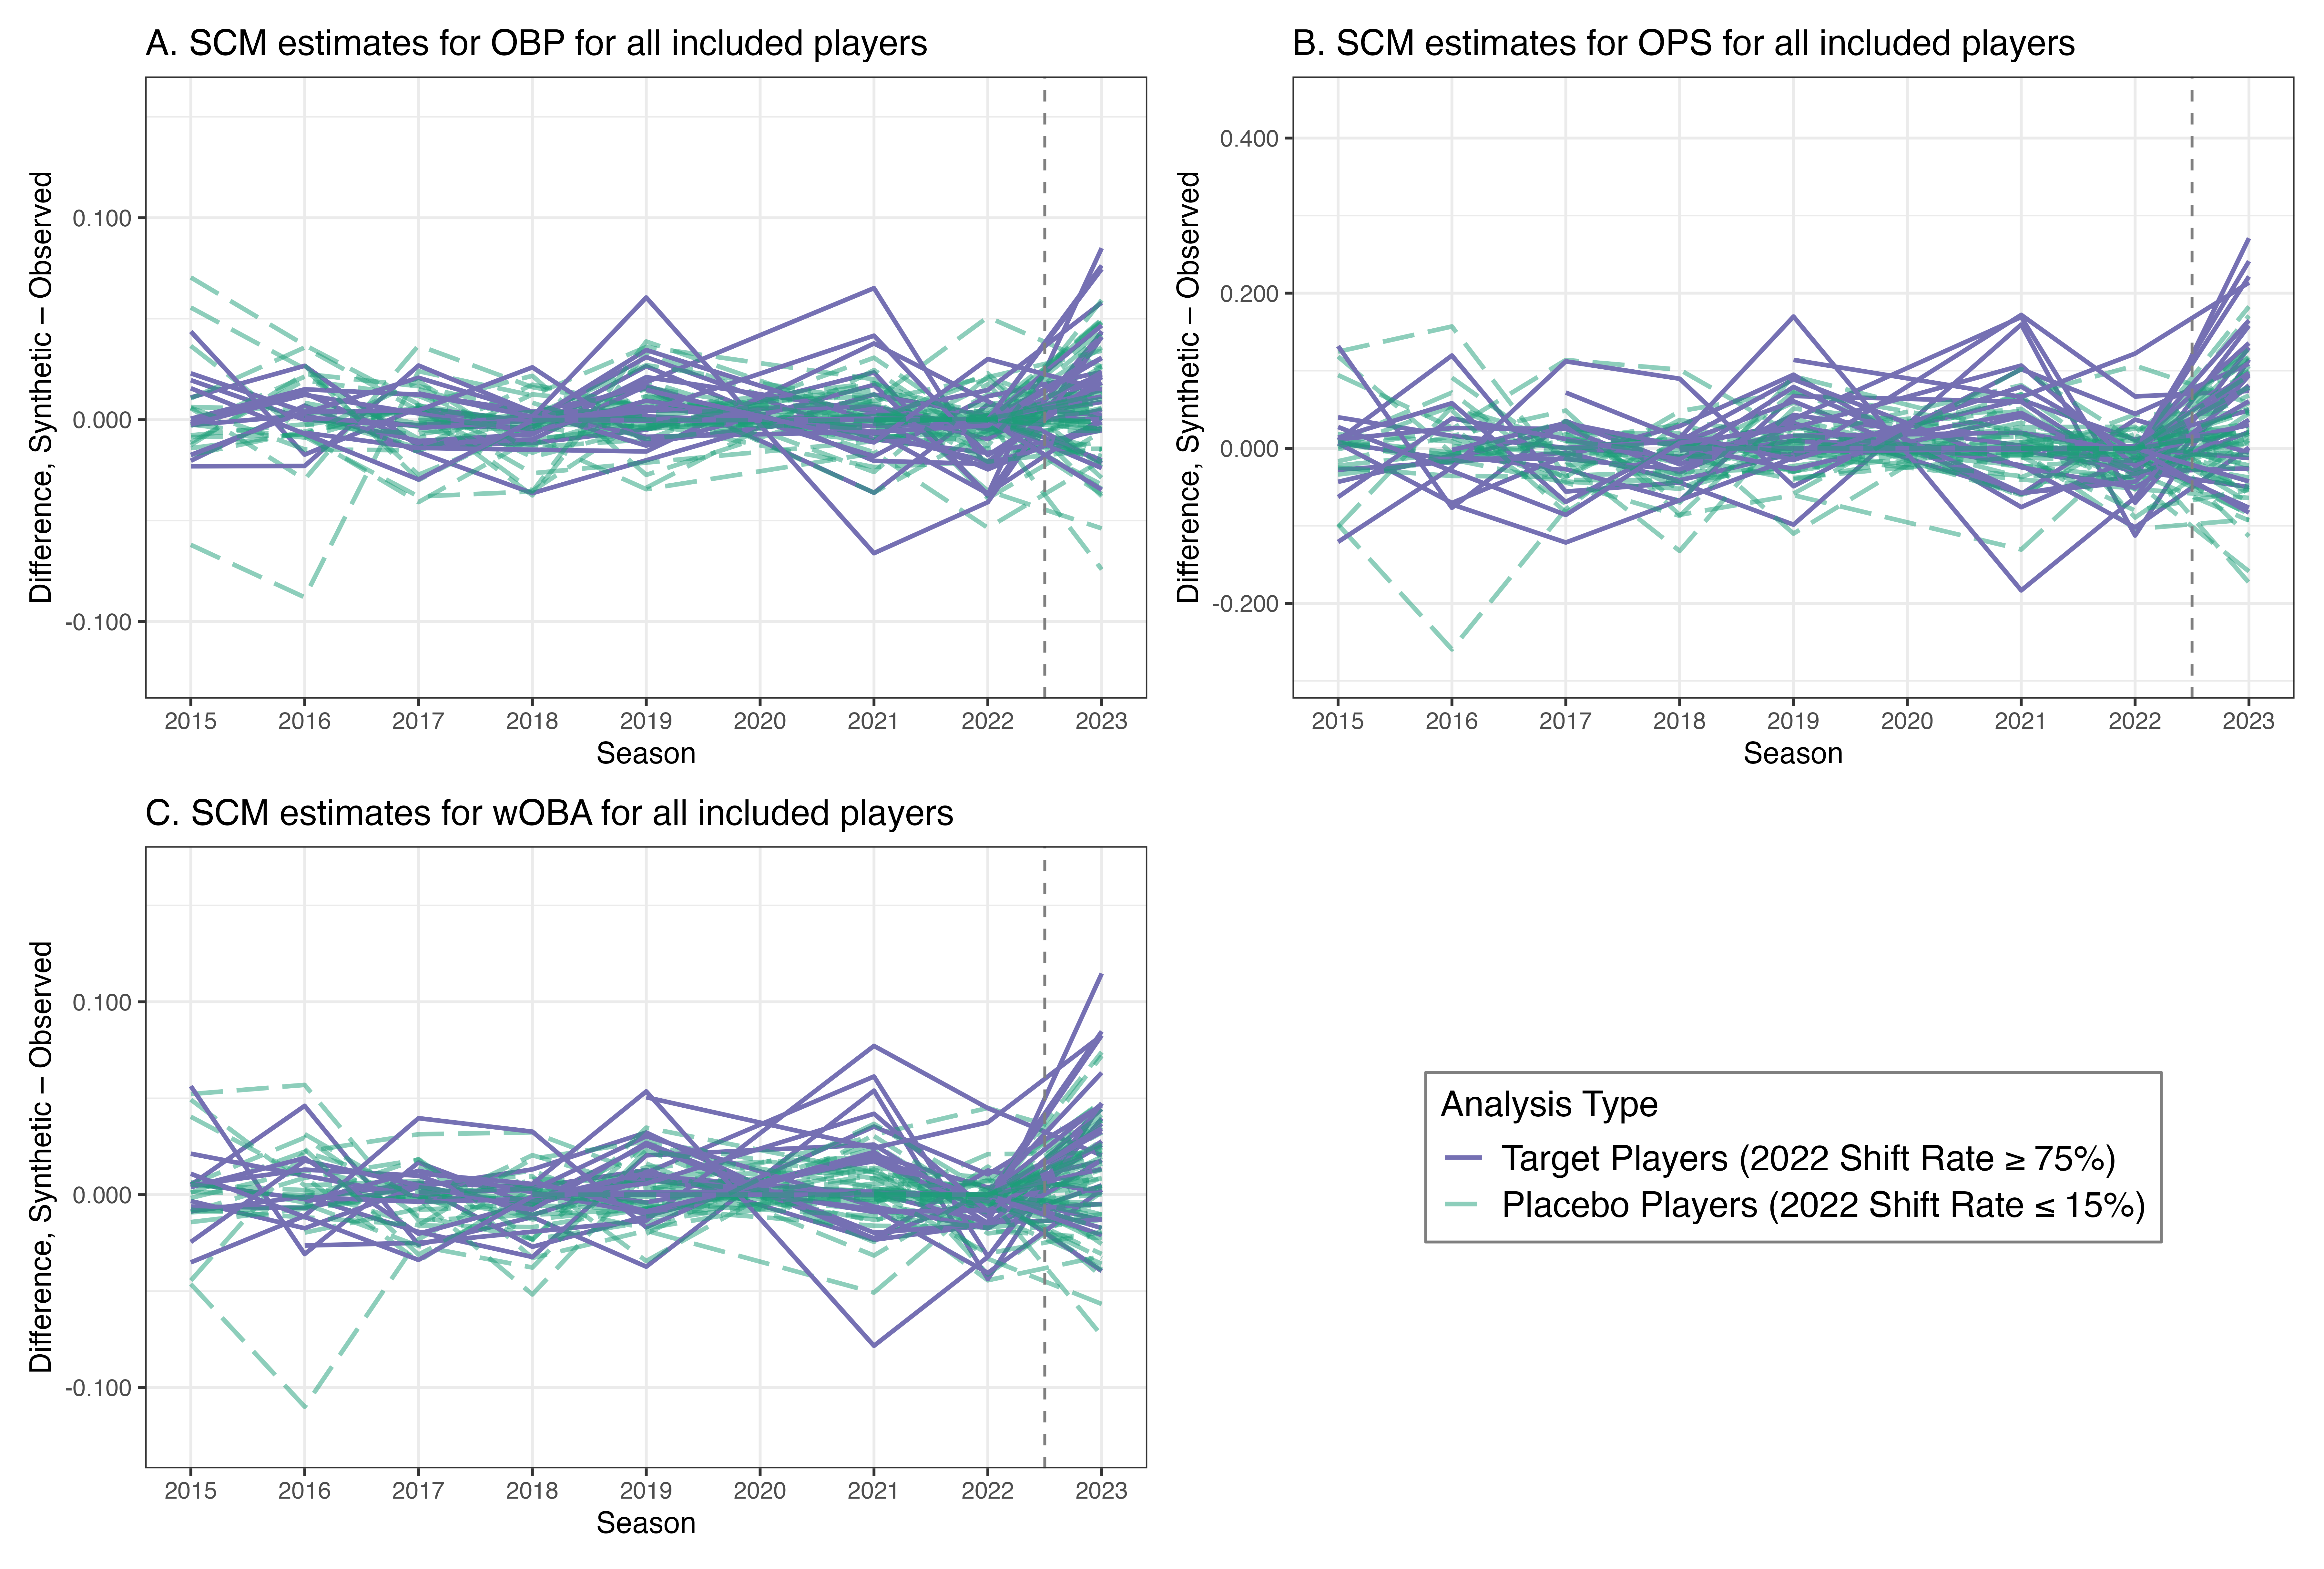 A. SCM estimates for OBP for all included players
Difference, Synthetic – Observed
0.100
0.000
-0.100
2015 2016 2017 2018 2019 2020 2021 2022 2023
Season
B. SCM estimates for OPS for all included players
Difference, Synthetic – Observed
0.400
0.200
0.000
-0.200
2015 2016 2017 2018 2019 2020 2021 2022 2023
Season
C. SCM estimates for wOBA for all included players
Difference, Synthetic – Observed
0.100
0.000
-0.100
2015 2016 2017 2018 2019 2020 2021 2022 2023
Season
Analysis Type
Target Players (2022 Shift Rate ≥ 75%)
Placebo Players (2022 Shift Rate ≤ 15%)